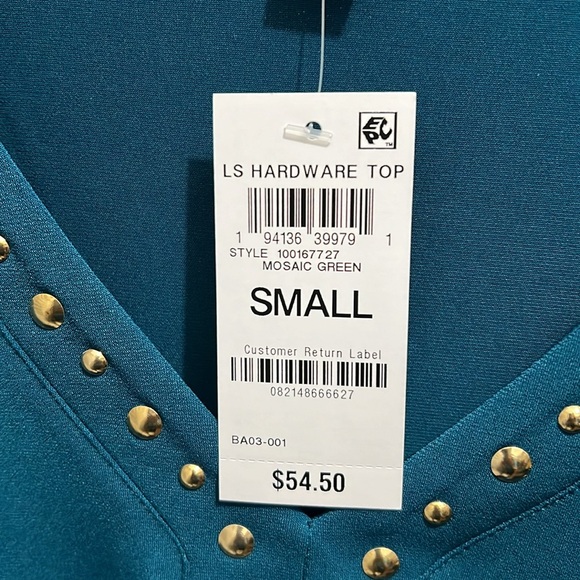 EPC™
LS HARDWARE TOP
1 94136 39979 1
STYLE 100167727
MOSAIC GREEN
SMALL
Customer Return Label
082148666627
BA03-001
$54.50